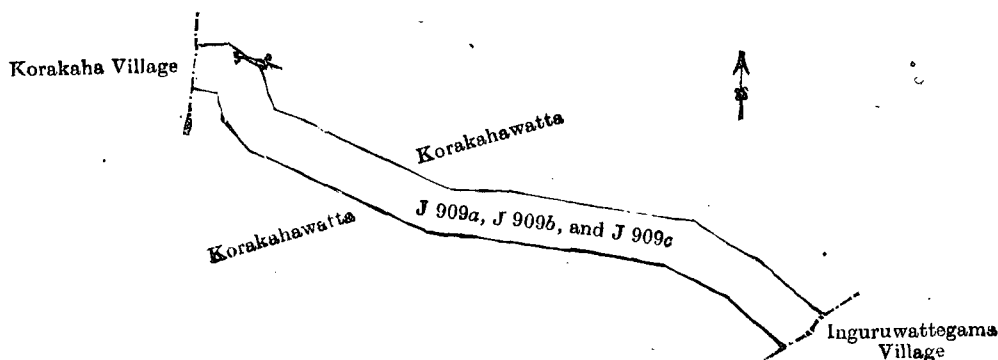 Korakaha Village
Korakahawatta
J 909a, J 909b, and J 909c
Korakahawatta
Inguruwattegama
Village